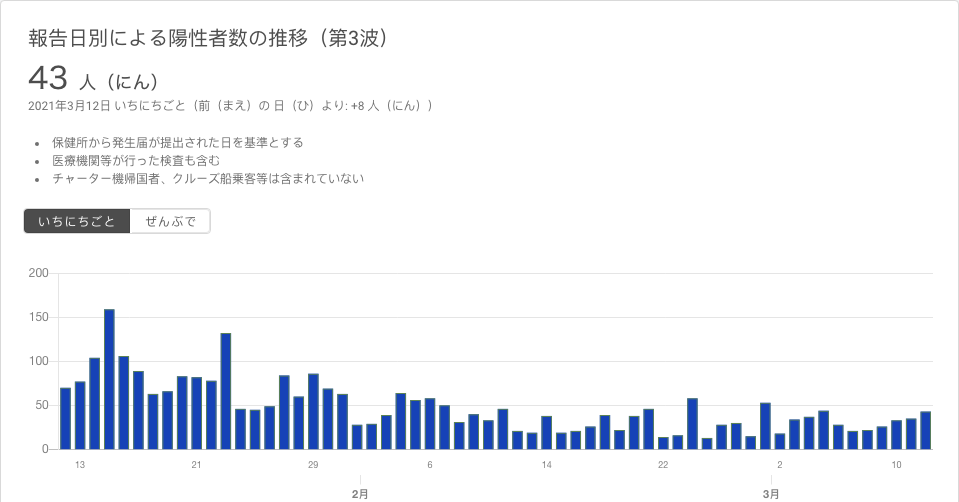 報告日別による陽性者数の推移（第3波）
43 人（にん）
2021年3月12日 いちにちごと（前（まえ）の 日（ひ）より: +8 人（にん））
• 保健所から発生届が提出された日を基準とする
• 医療機関等が行った検査も含む
• チャーター機帰国者、クルーズ船乗客等は含まれていない
いちにちごと ぜんぶで
200
150
100
50
0
13 21 29 6 14 22 2 10
2月 3月